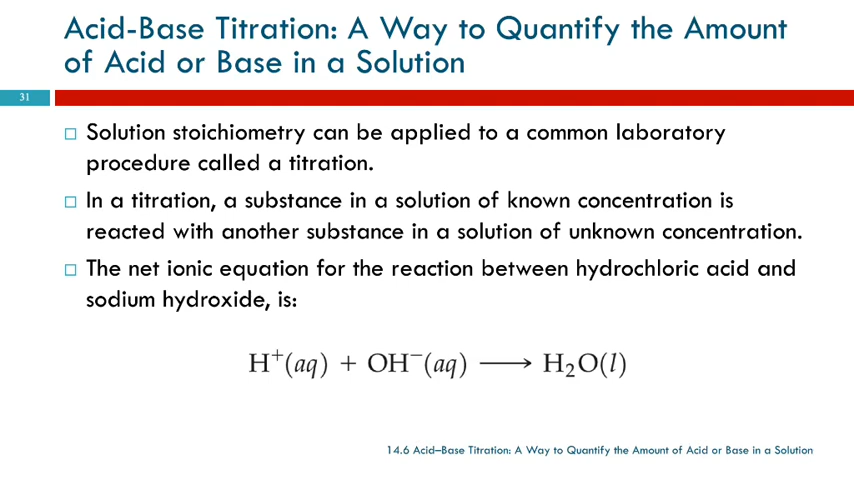 Acid-Base Titration: A Way to Quantify the Amount
of Acid or Base in a Solution
31
□ Solution stoichiometry can be applied to a common laboratory
procedure called a titration.
□ In a titration, a substance in a solution of known concentration is
reacted with another substance in a solution of unknown concentration.
□ The net ionic equation for the reaction between hydrochloric acid and
sodium hydroxide, is:
H⁺(aq) + OH⁻(aq) ⟶ H₂O(l)
14.6 Acid–Base Titration: A Way to Quantify the Amount of Acid or Base in a Solution